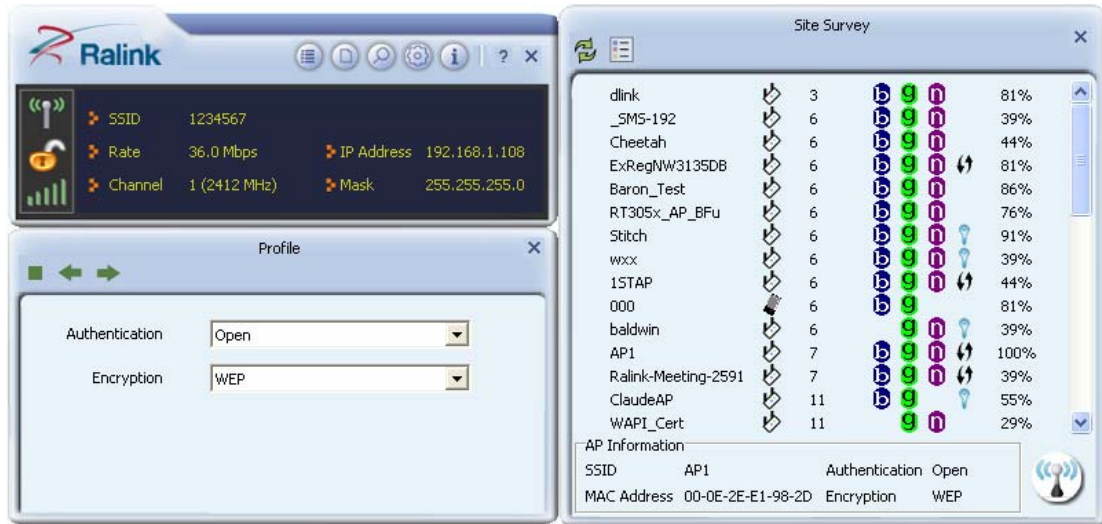 Ralink
? ×
SSID 1234567
Rate 36.0 Mbps IP Address 192.168.1.108
Channel 1 (2412 MHz) Mask 255.255.255.0
Profile
Authentication Open
Encryption WEP
Site Survey
dlink 3 b g n 81%
_SMS-192 6 b g n 39%
Cheetah 6 b g n 44%
ExRegNW3135DB 6 b g n 81%
Baron_Test 6 b g n 86%
RT305x_AP_BFu 6 b g n 76%
Stitch 6 b g n 91%
wxx 6 b g n 39%
1STAP 6 b g n 44%
000 6 b g 81%
baldwin 6 g n 39%
AP1 7 b g n 100%
Ralink-Meeting-2591 7 b g n 39%
ClaudeAP 11 b g 55%
WAPI_Cert 11 g n 29%
AP Information
SSID AP1 Authentication Open
MAC Address 00-0E-2E-E1-98-2D Encryption WEP